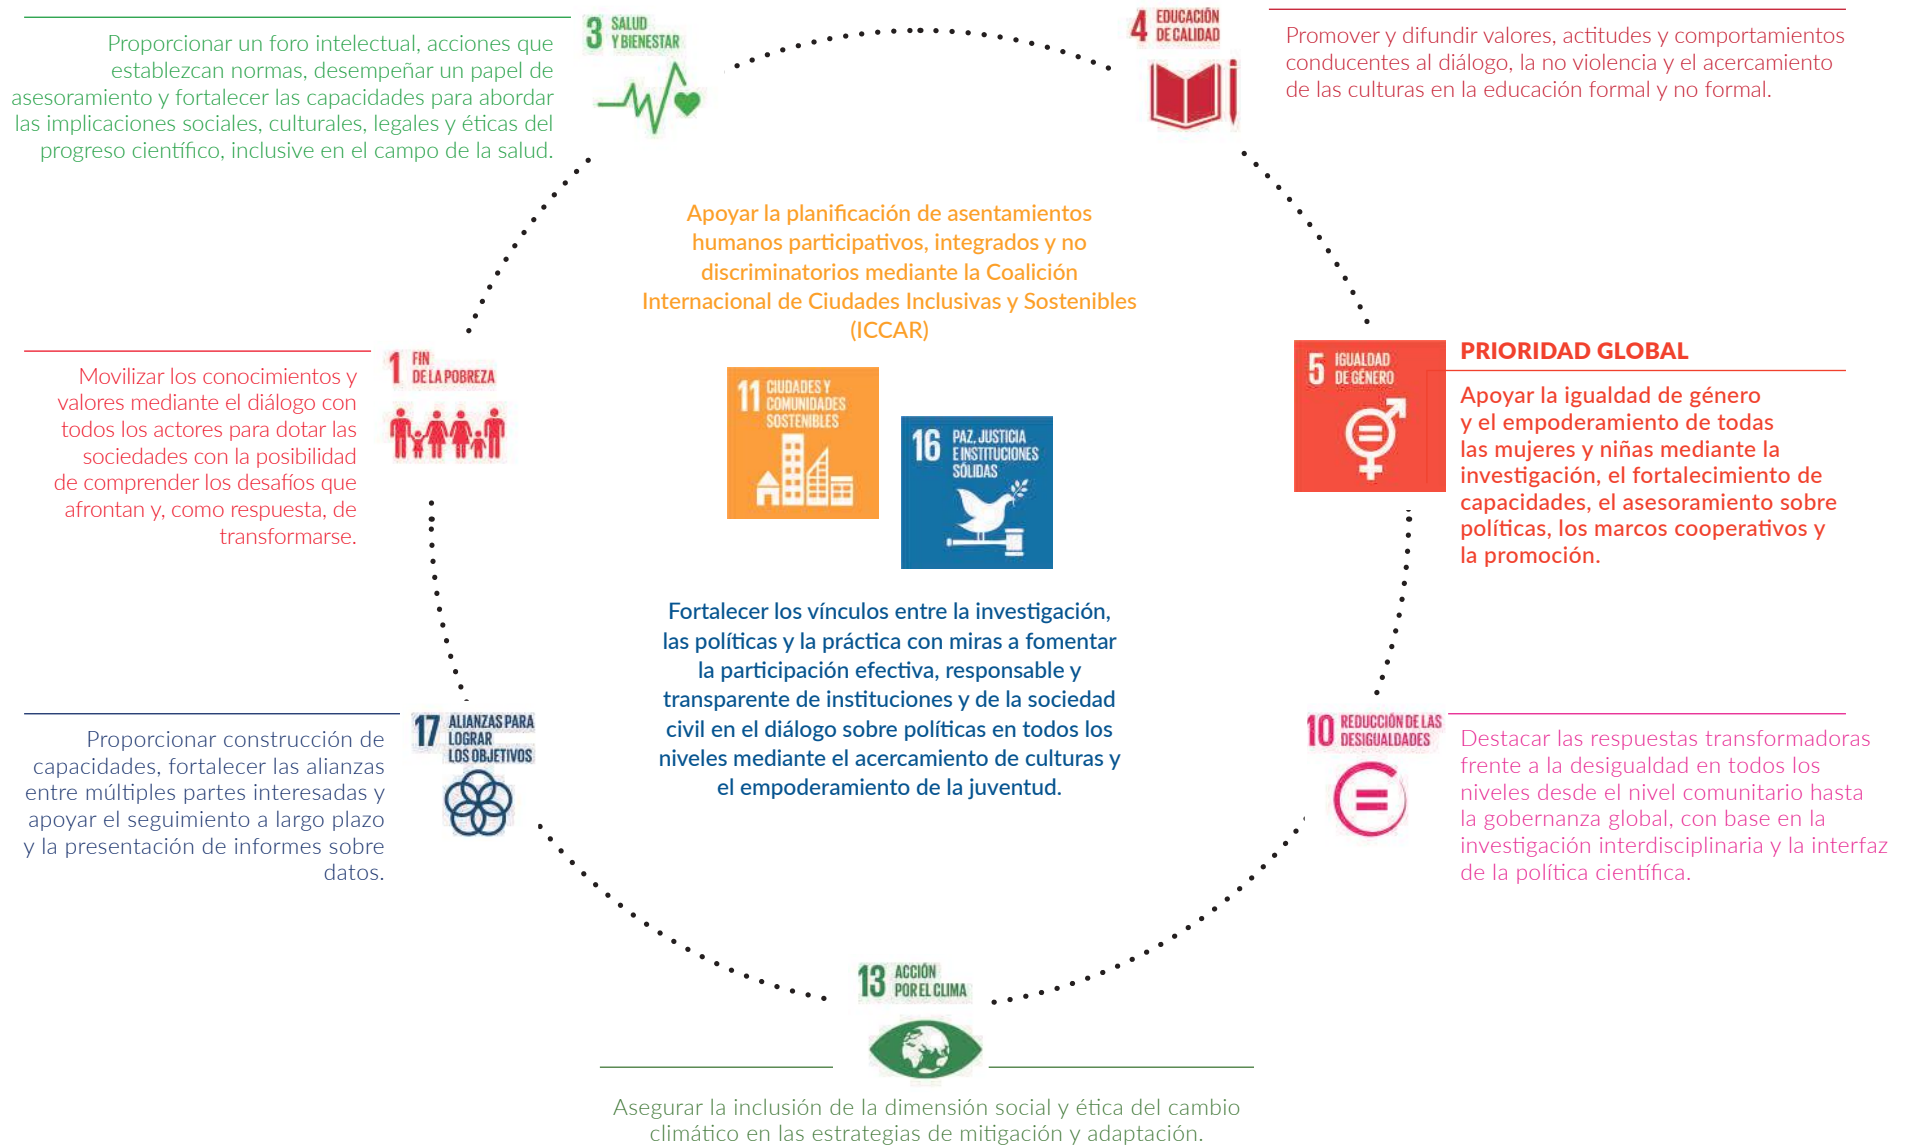 3 SALUD
Y BIENESTAR
Proporcionar un foro intelectual, acciones que
establezcan normas, desempeñar un papel de
asesoramiento y fortalecer las capacidades para abordar
las implicaciones sociales, culturales, legales y éticas del
progreso científico, inclusive en el campo de la salud.
4 EDUCACIÓN
DE CALIDAD
Promover y difundir valores, actitudes y comportamientos
conducentes al diálogo, la no violencia y el acercamiento
de las culturas en la educación formal y no formal.
Apoyar la planificación de asentamientos
humanos participativos, integrados y no
discriminatorios mediante la Coalición
Internacional de Ciudades Inclusivas y Sostenibles
(ICCAR)
1 FIN
DE LA POBREZA
Movilizar los conocimientos y
valores mediante el diálogo con
todos los actores para dotar las
sociedades con la posibilidad
de comprender los desafíos que
afrontan y, como respuesta, de
transformarse.
11 CIUDADES Y
COMUNIDADES
SOSTENIBLES
16 PAZ, JUSTICIA
E INSTITUCIONES
SÓLIDAS
5 IGUALDAD
DE GÉNERO
PRIORIDAD GLOBAL
Apoyar la igualdad de género
y el empoderamiento de todas
las mujeres y niñas mediante la
investigación, el fortalecimiento de
capacidades, el asesoramiento sobre
políticas, los marcos cooperativos y
la promoción.
Fortalecer los vínculos entre la investigación,
las políticas y la práctica con miras a fomentar
la participación efectiva, responsable y
transparente de instituciones y de la sociedad
civil en el diálogo sobre políticas en todos los
niveles mediante el acercamiento de culturas y
el empoderamiento de la juventud.
17 ALIANZAS PARA
LOGRAR
LOS OBJETIVOS
Proporcionar construcción de
capacidades, fortalecer las alianzas
entre múltiples partes interesadas y
apoyar el seguimiento a largo plazo
y la presentación de informes sobre
datos.
10 REDUCCIÓN DE LAS
DESIGUALDADES
Destacar las respuestas transformadoras
frente a la desigualdad en todos los
niveles desde el nivel comunitario hasta
la gobernanza global, con base en la
investigación interdisciplinaria y la interfaz
de la política científica.
13 ACCIÓN
POR EL CLIMA
Asegurar la inclusión de la dimensión social y ética del cambio
climático en las estrategias de mitigación y adaptación.